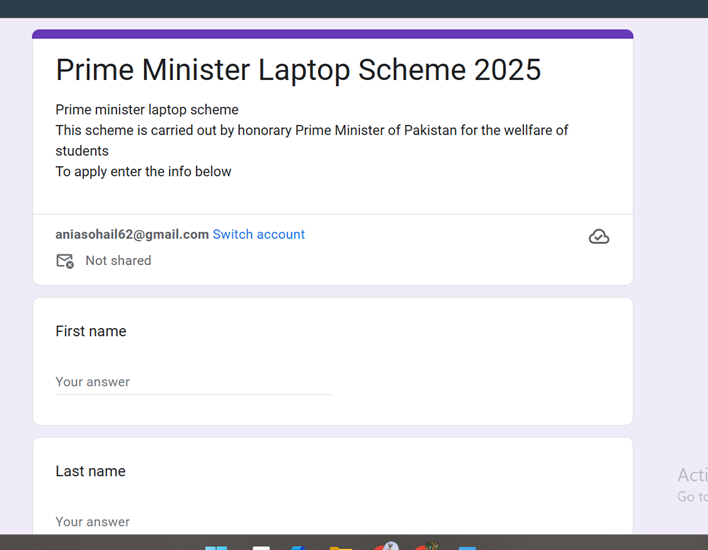 Prime Minister Laptop Scheme 2025
Prime minister laptop scheme
This scheme is carried out by honorary Prime Minister of Pakistan for the wellfare of
students
To apply enter the info below
aniasohail62@gmail.com Switch account
Not shared
First name
Your answer
Last name
Your answer
Acti
Go to